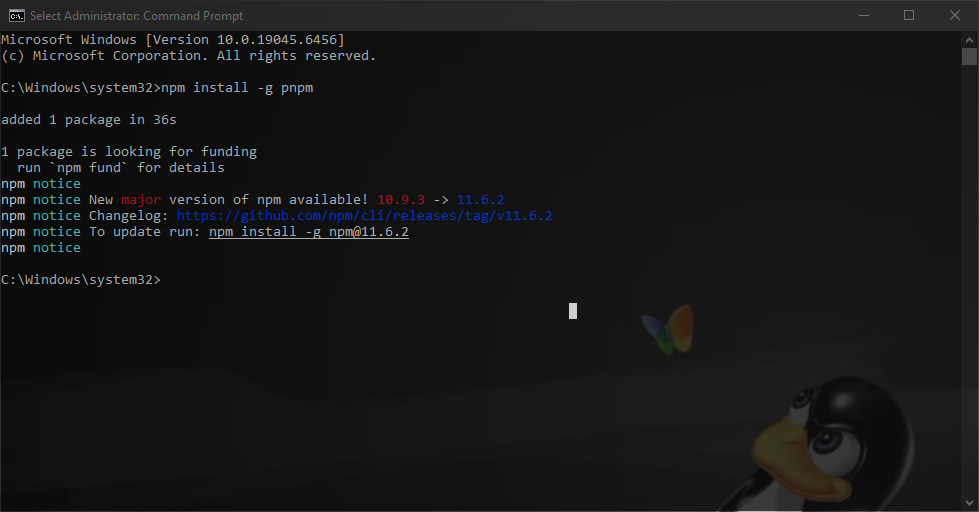 Select Administrator: Command Prompt
Microsoft Windows [Version 10.0.19045.6456]
(c) Microsoft Corporation. All rights reserved.
C:\Windows\system32>npm install -g pnpm
added 1 package in 36s
1 package is looking for funding
  run `npm fund` for details
npm notice
npm notice New major version of npm available! 10.9.3 -> 11.6.2
npm notice Changelog: https://github.com/npm/cli/releases/tag/v11.6.2
npm notice To update run: npm install -g npm@11.6.2
npm notice
C:\Windows\system32>